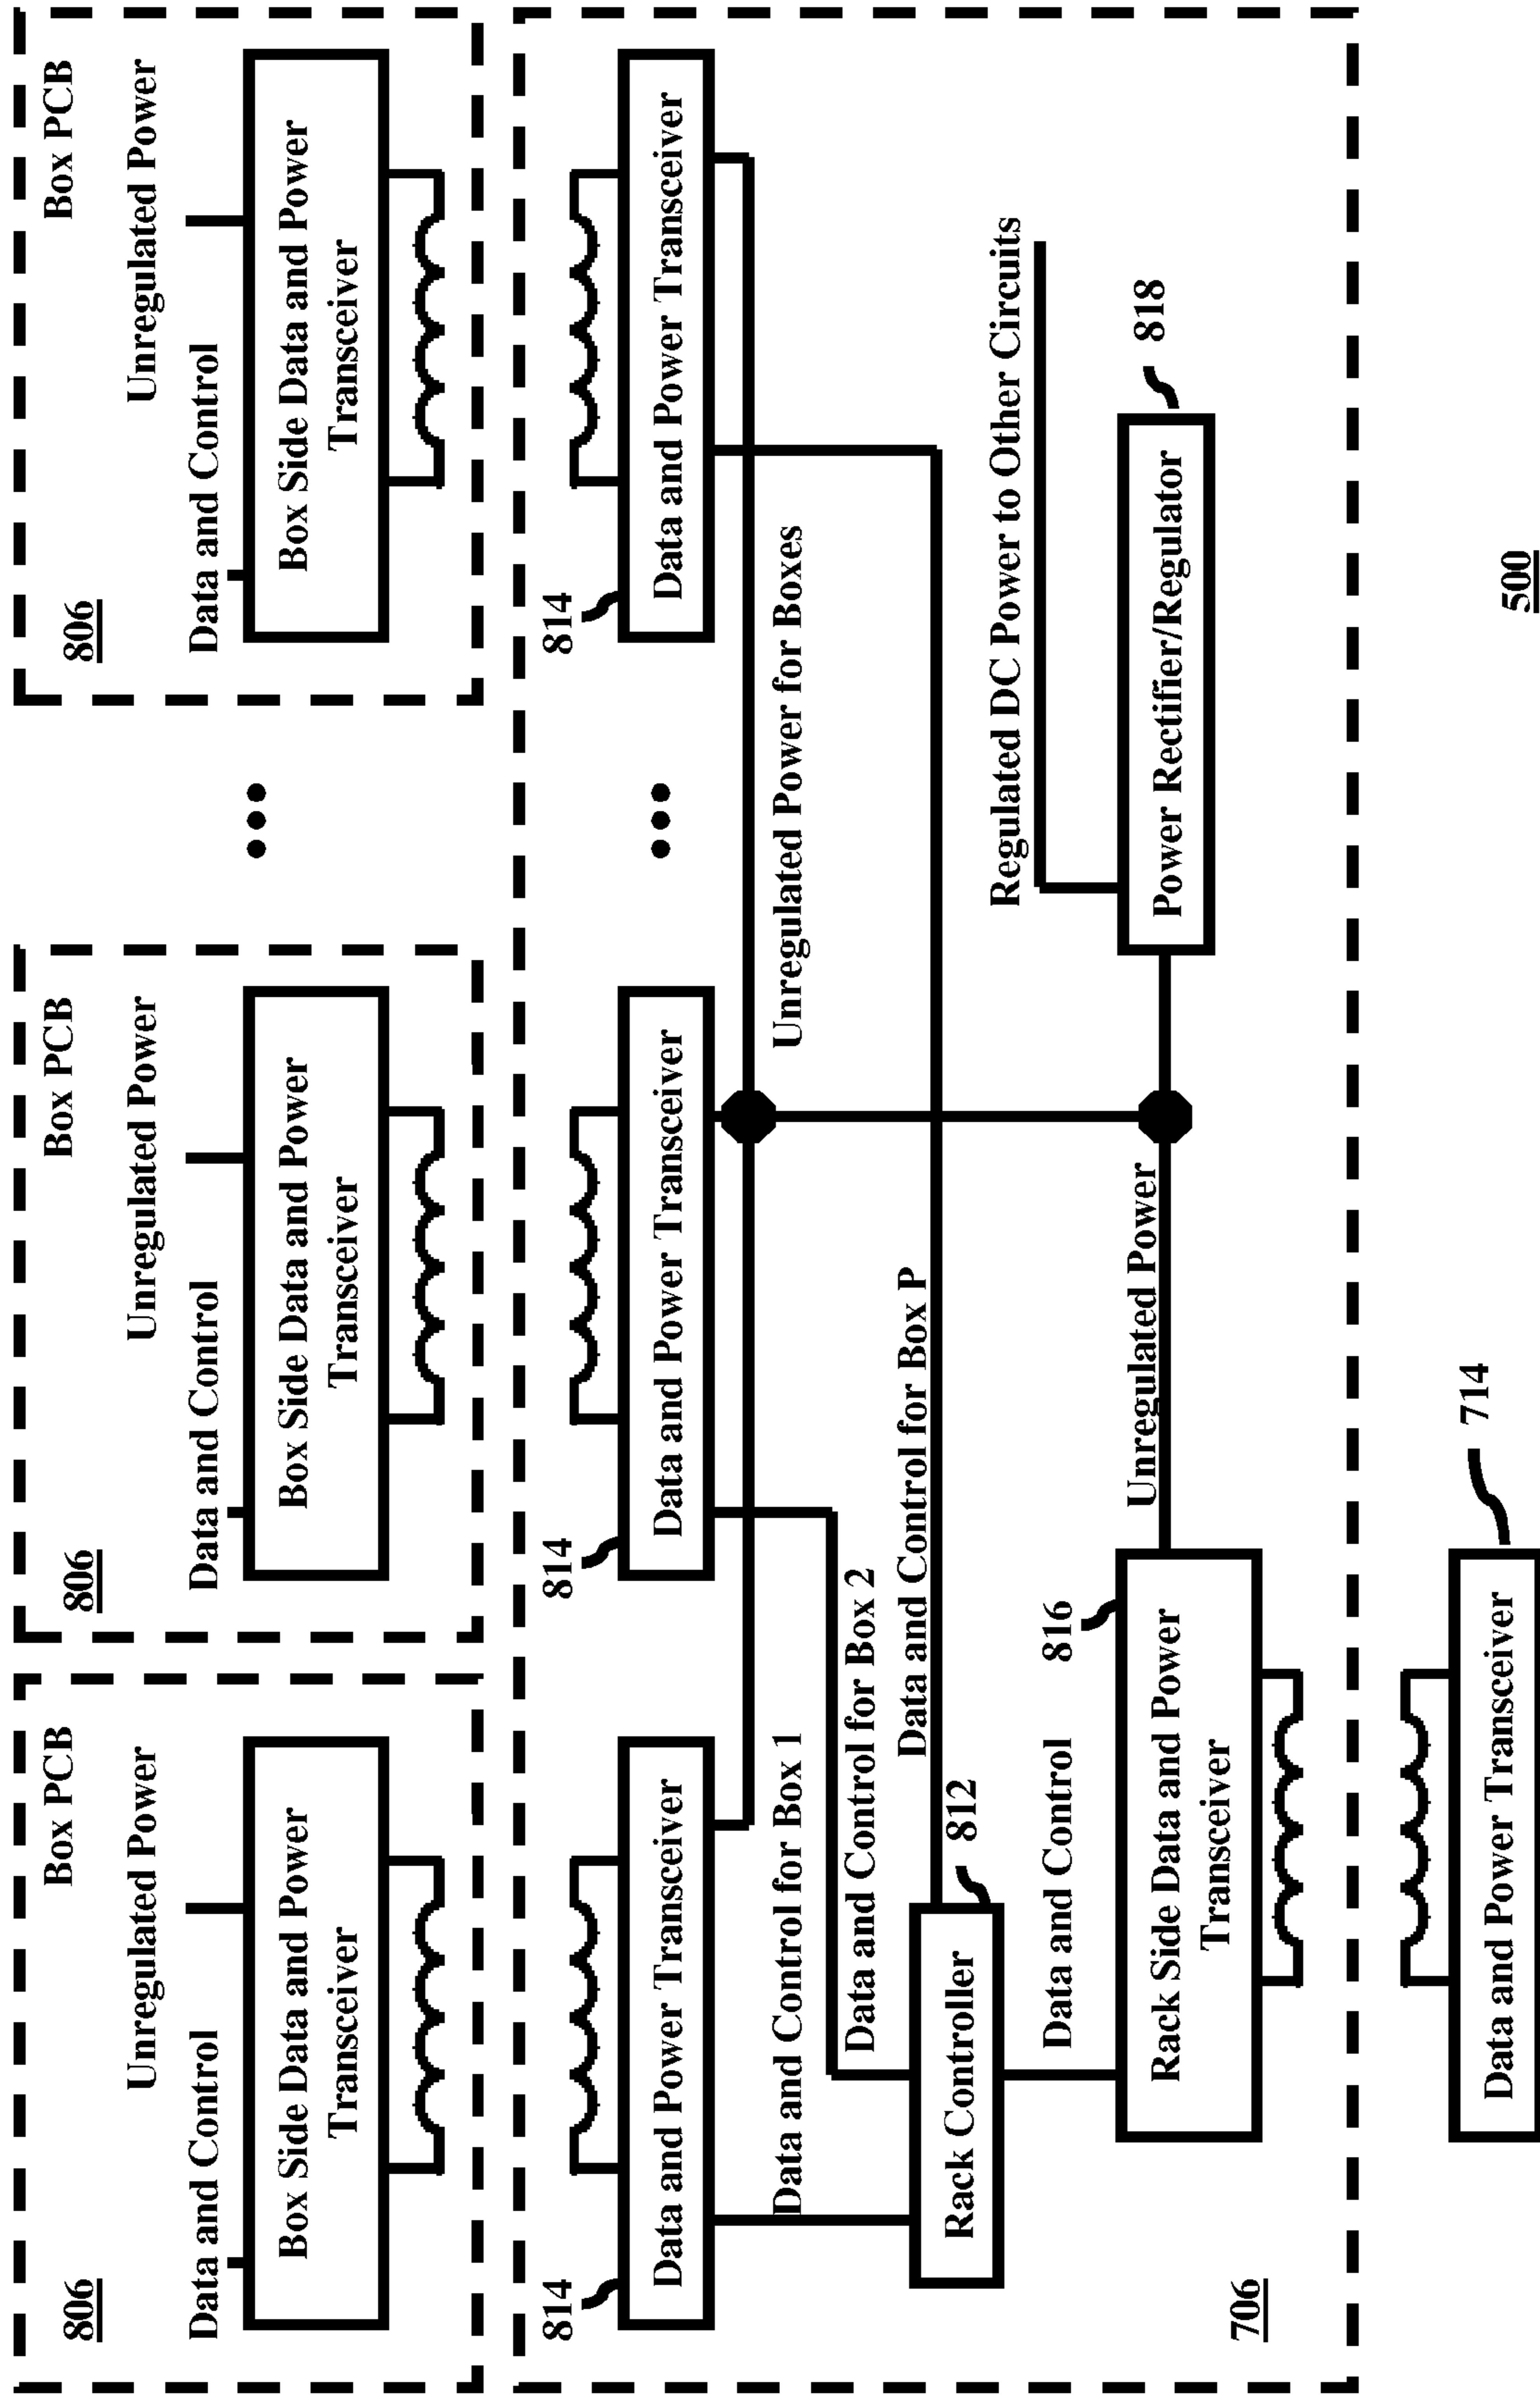 Box PCB
Unregulated Power
Data and Control
806
Box Side Data and Power
Transceiver
Box PCB
Unregulated Power
Data and Control
806
Box Side Data and Power
Transceiver
Box PCB
Unregulated Power
Data and Control
806
Box Side Data and Power
Transceiver
...
814
Data and Power Transceiver
814
Data and Power Transceiver
...
814
Data and Power Transceiver
Data and Control for Box 1
Unregulated Power for Boxes
Data and Control for Box 2
Data and Control for Box P
Rack Controller
812
Regulated DC Power to Other Circuits
Data and Control
816
Unregulated Power
818
Rack Side Data and Power
Transceiver
Power Rectifier/Regulator
706
714
Data and Power Transceiver
500